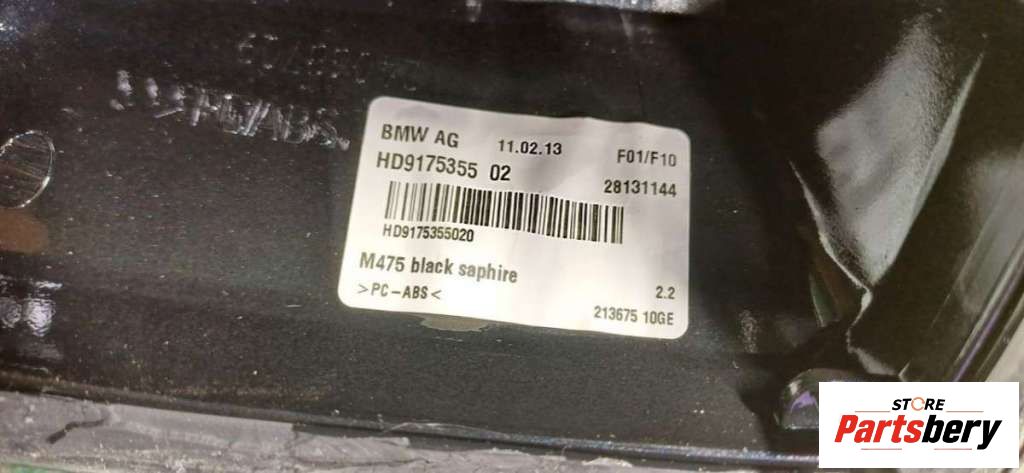 BMW AG 11.02.13 F01/F10
HD9175355 02 28131144
HD9175355020
M475 black saphire
>PC-ABS< 2.2
213675 10GE
STORE
Partsbery